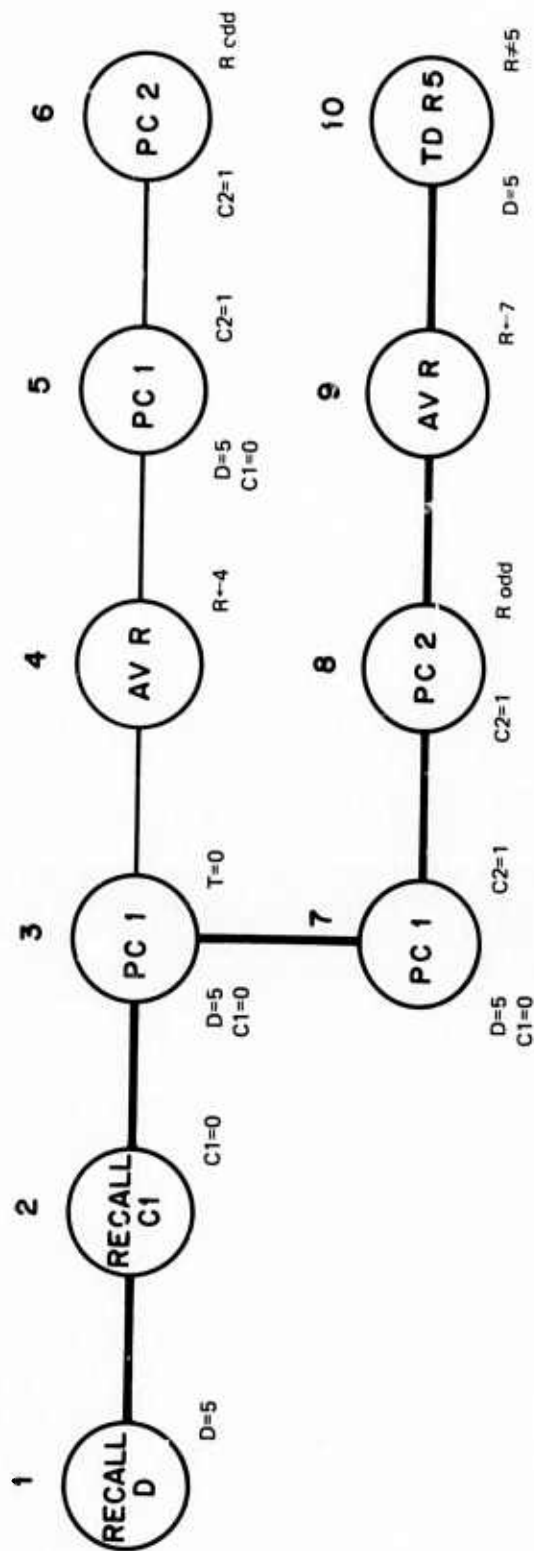 1
RECALL
D
D=5
2
RECALL
C1
C1=0
3
PC 1
D=5
C1=0
T=0
4
AV R
R←4
5
PC 1
D=5
C1=0
C2=1
6
PC 2
C2=1
R odd
7
PC 1
D=5
C1=0
C2=1
8
PC 2
C2=1
R odd
9
AV R
R←7
10
TD R5
D=5
R≠5